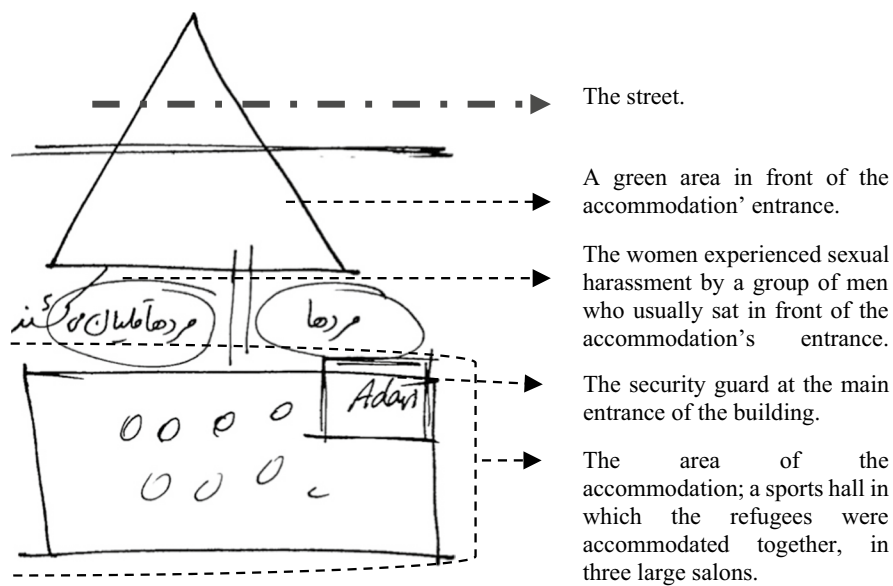 The street.
A green area in front of the
accommodation’ entrance.
The women experienced sexual
harassment by a group of men
who usually sat in front of the
accommodation’s entrance.
مردها قلیان می کنند
مردها
The security guard at the main
entrance of the building.
The area of the
accommodation; a sports hall in
which the refugees were
accommodated together, in
three large salons.